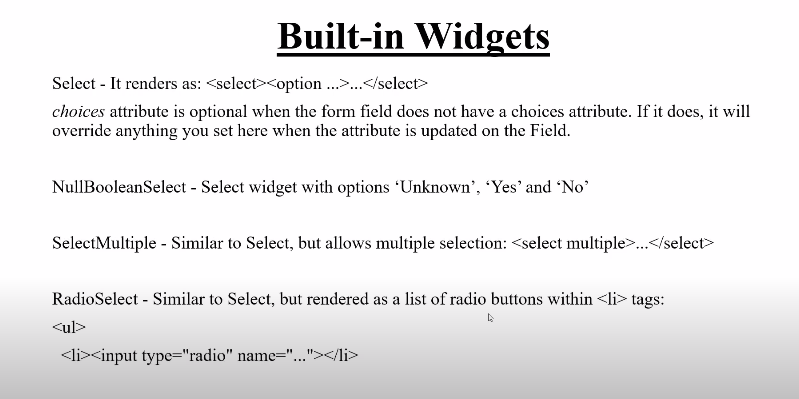 Built-in Widgets
Select - It renders as: <select><option ...>...</select>
choices attribute is optional when the form field does not have a choices attribute. If it does, it will
override anything you set here when the attribute is updated on the Field.
NullBooleanSelect - Select widget with options ‘Unknown’, ‘Yes’ and ‘No’
SelectMultiple - Similar to Select, but allows multiple selection: <select multiple>...</select>
RadioSelect - Similar to Select, but rendered as a list of radio buttons within <li> tags:
<ul>
<li><input type="radio" name="..."></li>